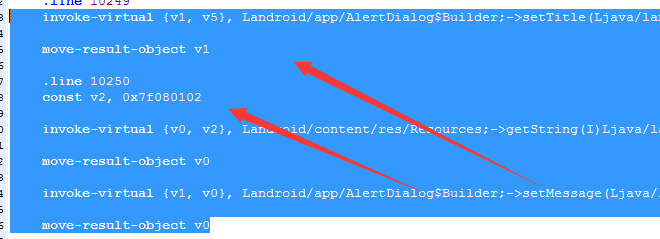 .line 10249
invoke-virtual {v1, v5}, Landroid/app/AlertDialog$Builder;->setTitle(Ljava/lan
move-result-object v1
.line 10250
const v2, 0x7f080102
invoke-virtual {v0, v2}, Landroid/content/res/Resources;->getString(I)Ljava/la
move-result-object v0
invoke-virtual {v1, v0}, Landroid/app/AlertDialog$Builder;->setMessage(Ljava/
move-result-object v0